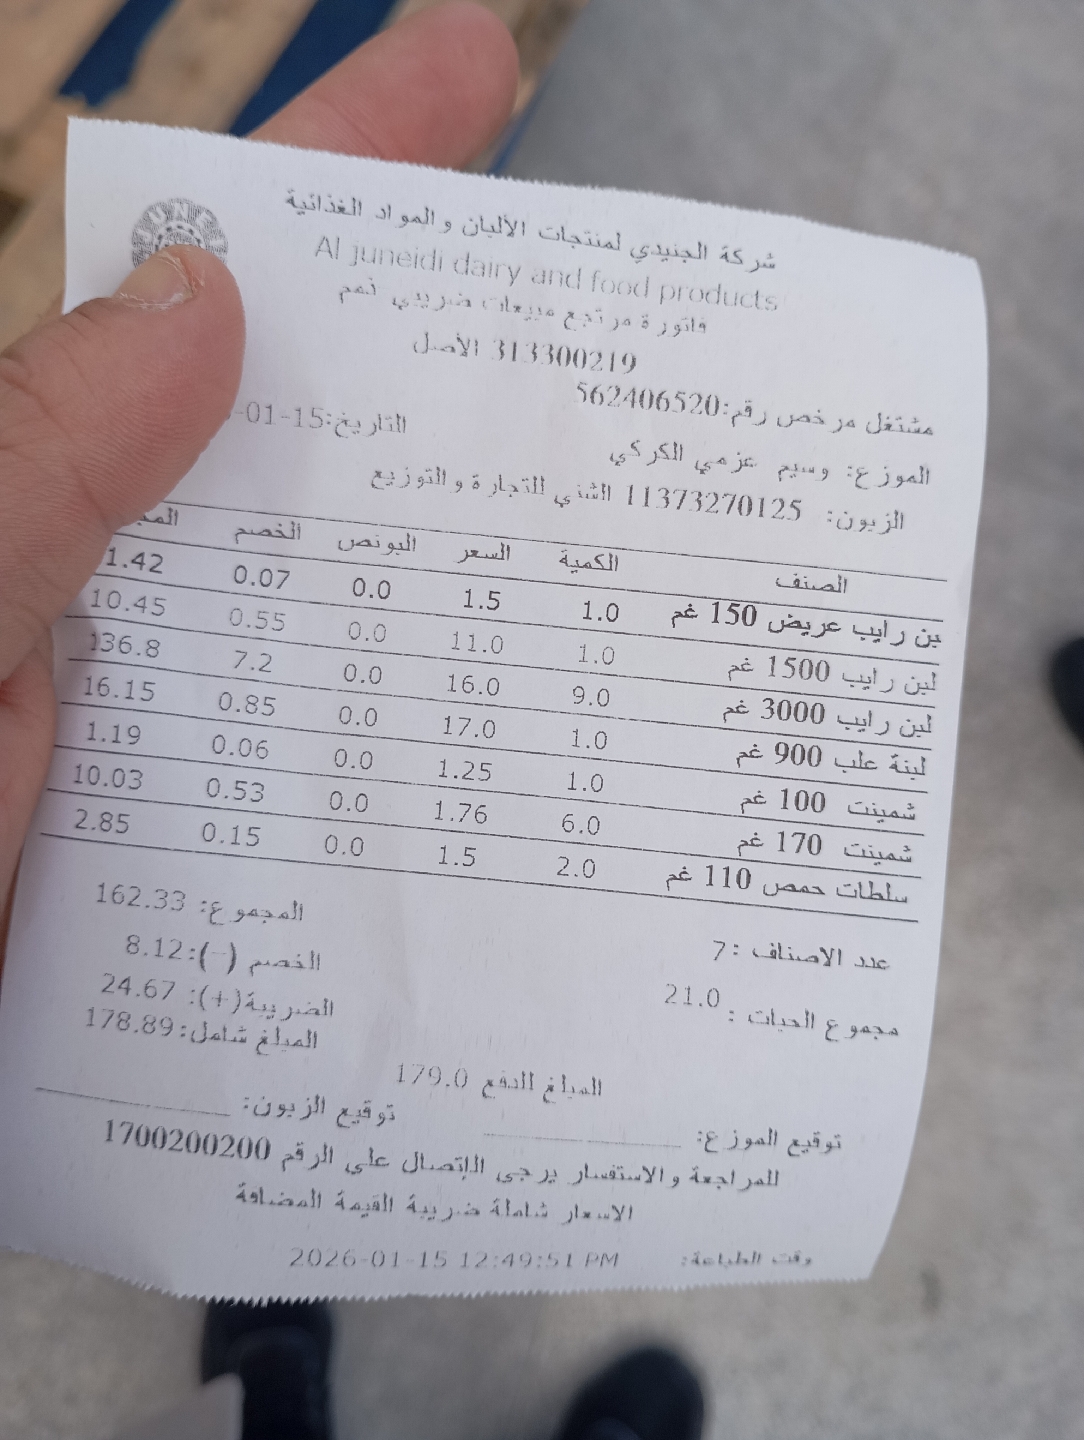 شركة الجنيدي لمنتجات الألبان والمواد الغذائية
Al juneidi dairy and food products
فاتورة مرتجع مبيعات ضريبي ذمم
313300219 الأصل
مشتغل مرخص رقم:562406520
الموزع: وسيم عزمي الكركي التاريخ:-01-15
الزبون: 11373270125 الشني للتجارة والتوزيع
الصنف الكمية السعر البونص الخصم
بن رايب عريض 150 غم 1.0 1.5 0.0 0.07 1.42
لبن رايب 1500 غم 1.0 11.0 0.0 0.55 10.45
لبن رايب 3000 غم 9.0 16.0 0.0 7.2 136.8
لبنة علب 900 غم 1.0 17.0 0.0 0.85 16.15
شمينت 100 غم 1.0 1.25 0.0 0.06 1.19
شمينت 170 غم 6.0 1.76 0.0 0.53 10.03
سلطات حمص 110 غم 2.0 1.5 0.0 0.15 2.85
عدد الاصناف :7 المجموع: 162.33
الخصم (-):8.12
مجموع الحبات : 21.0 الضريبة(+): 24.67
المبلغ شامل:178.89
المبلغ للدفع 179.0
توقيع الموزع: توقيع الزبون:
للمراجعة والاستفسار يرجى الإتصال على الرقم 1700200200
الاسعار شاملة ضريبة القيمة المضافة
وقت الطباعة: 2026-01-15 12:49:51 PM